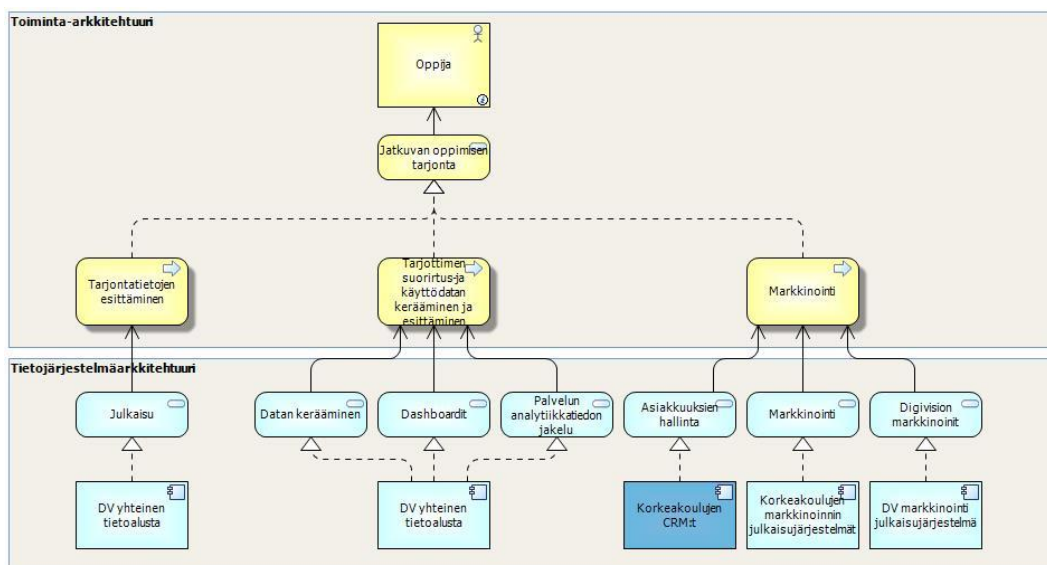 Toiminta-arkkitehtuuri
Oppija
Jatkuvan oppimisen
tarjonta
Tarjontatietojen
esittäminen
Tarjottimen
suorirtus-ja
käyttödatan
kerääminen ja
esittäminen
Markkinointi
Tietojärjestelmäarkkitehtuuri
Julkaisu
Datan kerääminen
Dashboardit
Palvelun
analytiikkatiedon
jakelu
Asiakkuuksien
hallinta
Markkinointi
Digivision
markkinoinit
DV yhteinen
tietoalusta
DV yhteinen
tietoalusta
Korkeakoulujen
CRM:t
Korkeakoulujen
markkinoinnin
julkaisujärjestelmät
DV markkinointi
julkaisujärjestelmä